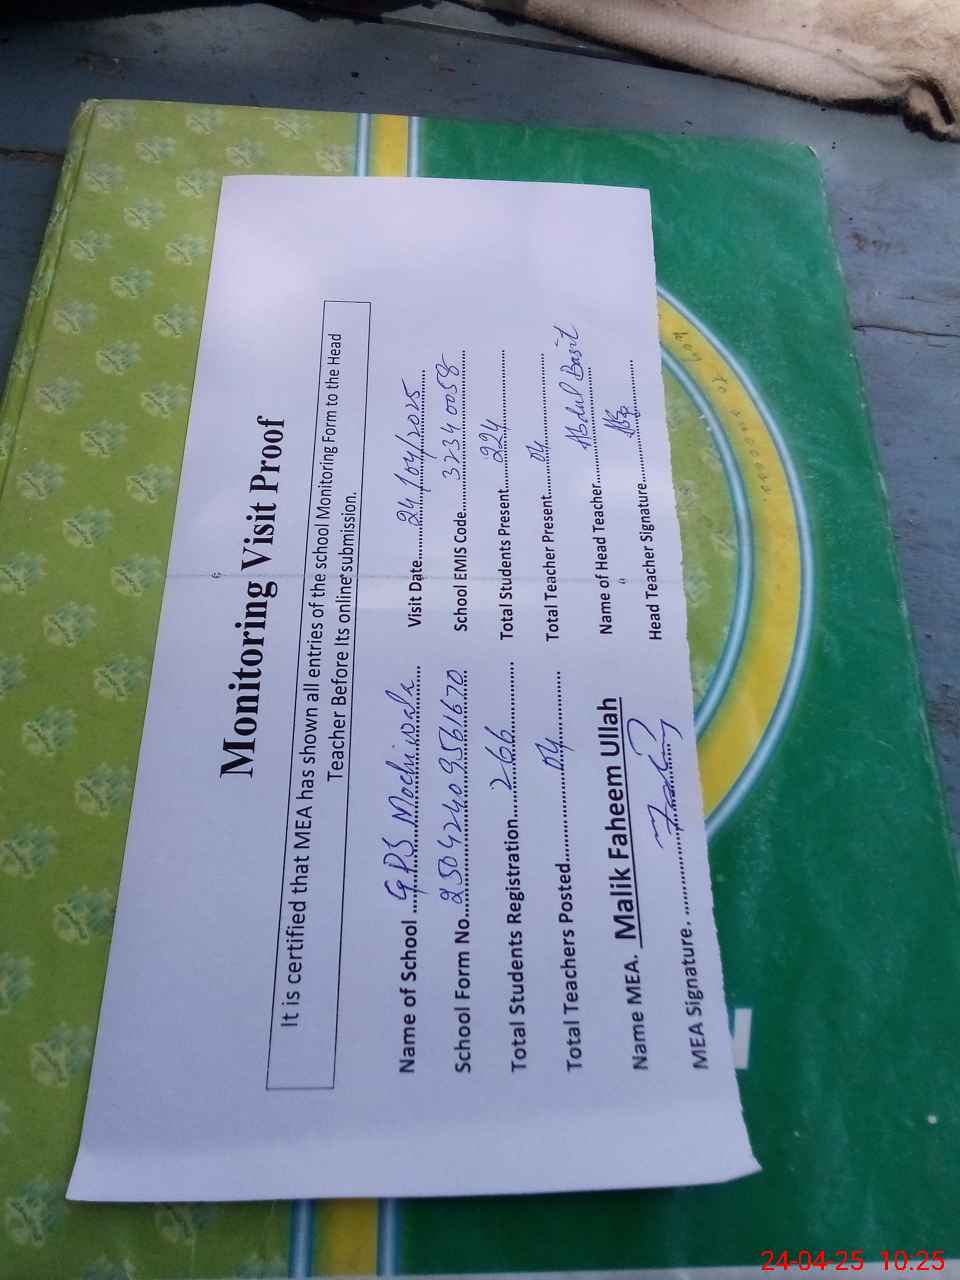 Monitoring Visit Proof
It is certified that MEA has shown all entries of the school Monitoring Form to the Head
Teacher Before Its online submission.
Name of School ....GPS Mochiwala.... Visit Date....24/04/2025....
School Form No....25042409561670.... School EMIS Code....32340058....
Total Students Registration....266.... Total Students Present....224....
Total Teachers Posted....04.... Total Teacher Present....04....
Name MEA. Malik Faheem Ullah Name of Head Teacher....Abdul Basit....
MEA Signature. .... Head Teacher Signature....
24-04-25 10:25